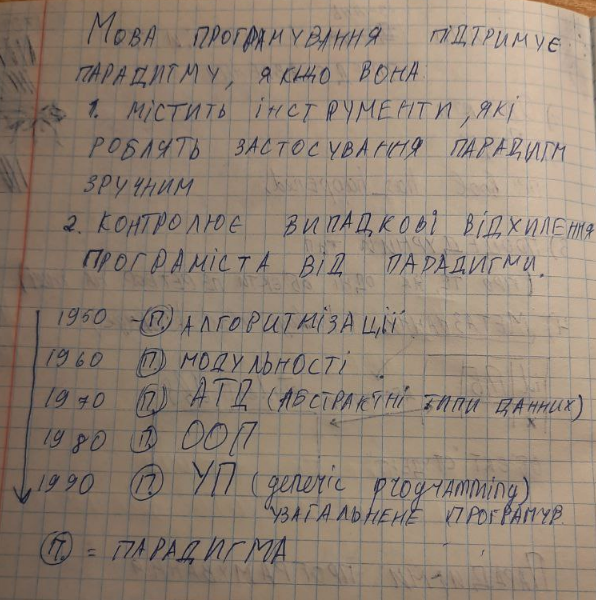 Мова програмування підтримує
парадигму, якщо вона
1. містить інструменти, які
роблять застосування парадигм
зручним
2. контролює випадкові відхилення
програміста від парадигми.
1950 - П. алгоритмізації
1960 П. модульності
1970 П. АТД (абстрактні типи данних)
1980 П. ООП
1990 П. УП (generic programming)
узагальнене програмув.
П. = парадигма